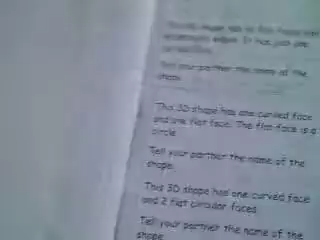 Tell your partner the name of the
shape.
This 3D shape has one curved face
and one flat face. The flat face is a
circle.
Tell your partner the name of the
shape.
This 3D shape has one curved face
and 2 flat circular faces.
Tell your partner the name of the
shape.